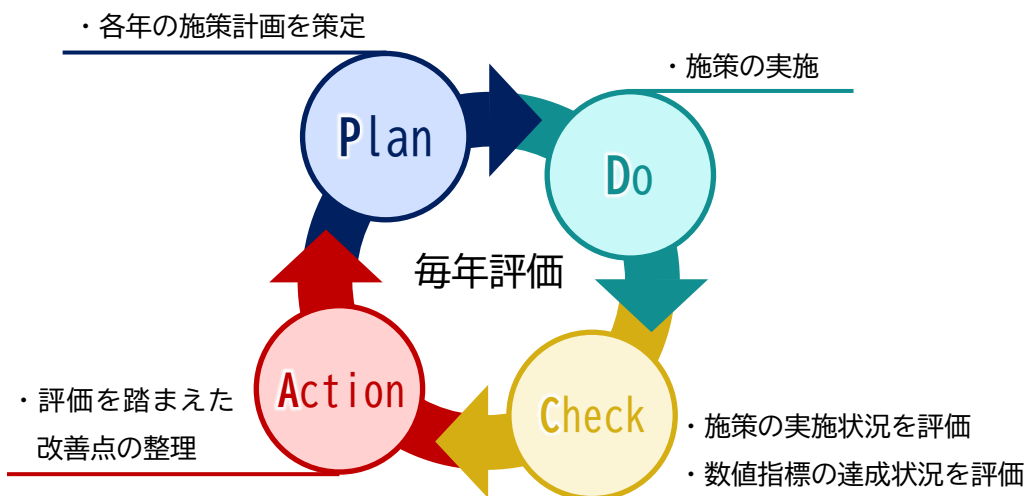 ・各年の施策計画を策定
・施策の実施
Plan
Do
毎年評価
Action
Check
・評価を踏まえた
改善点の整理
・施策の実施状況を評価
・数値指標の達成状況を評価